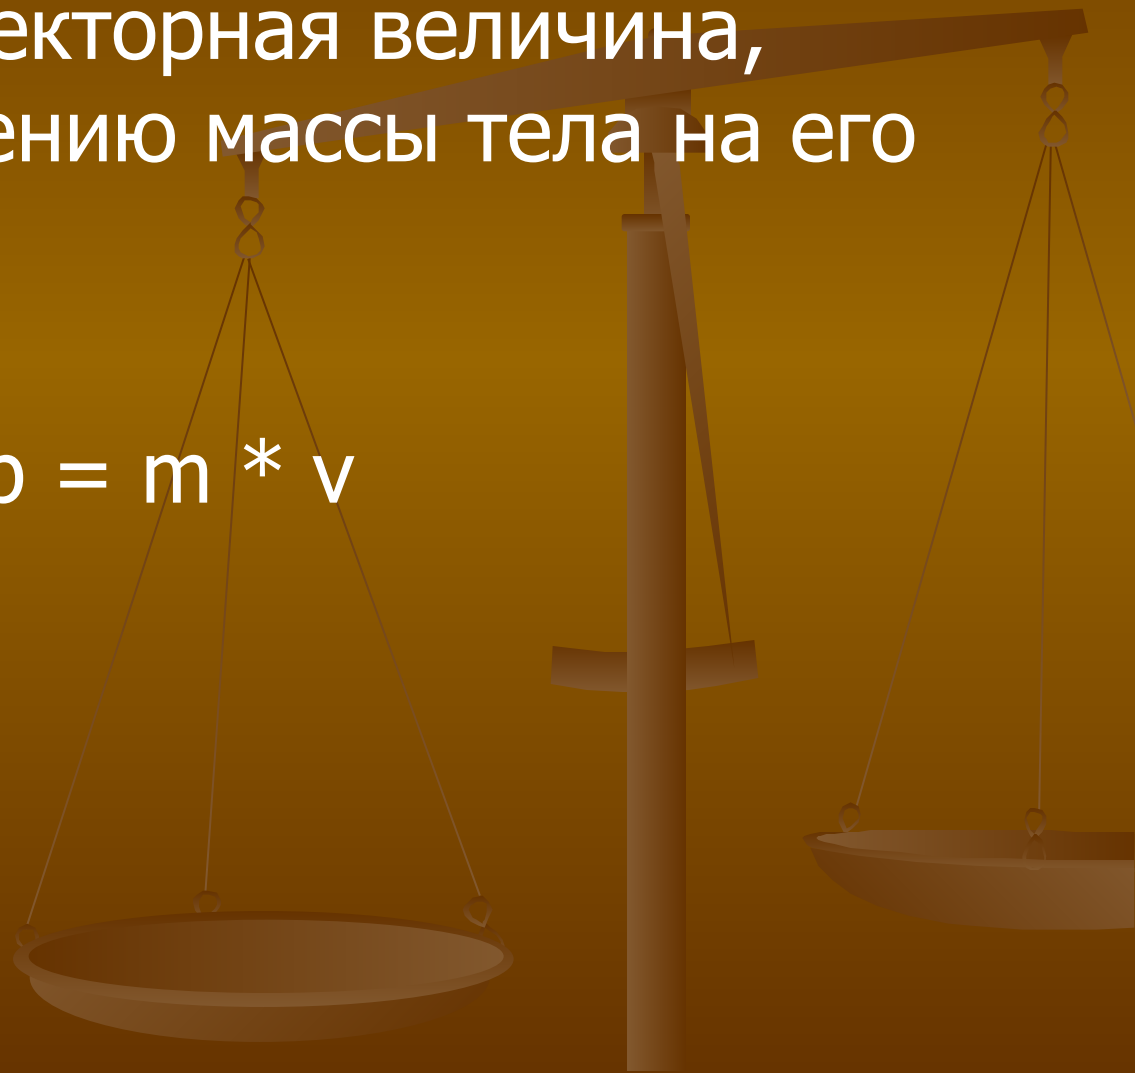 екторная величина,
ению массы тела на его
p = m * v